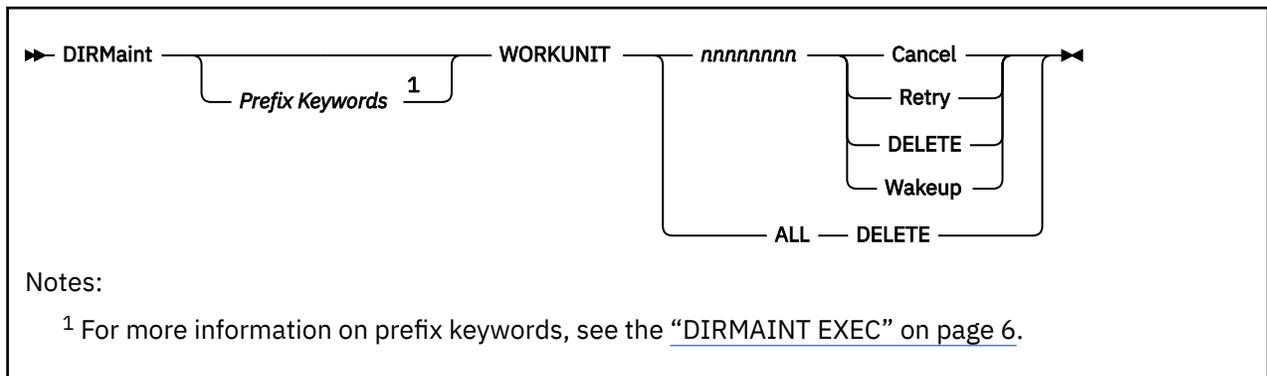 DIRMaint WORKUNIT nnnnnnnn Cancel
Prefix Keywords 1
Retry
DELETE
Wakeup
ALL DELETE
Notes:
1 For more information on prefix keywords, see the “DIRMAINT EXEC” on page 6.